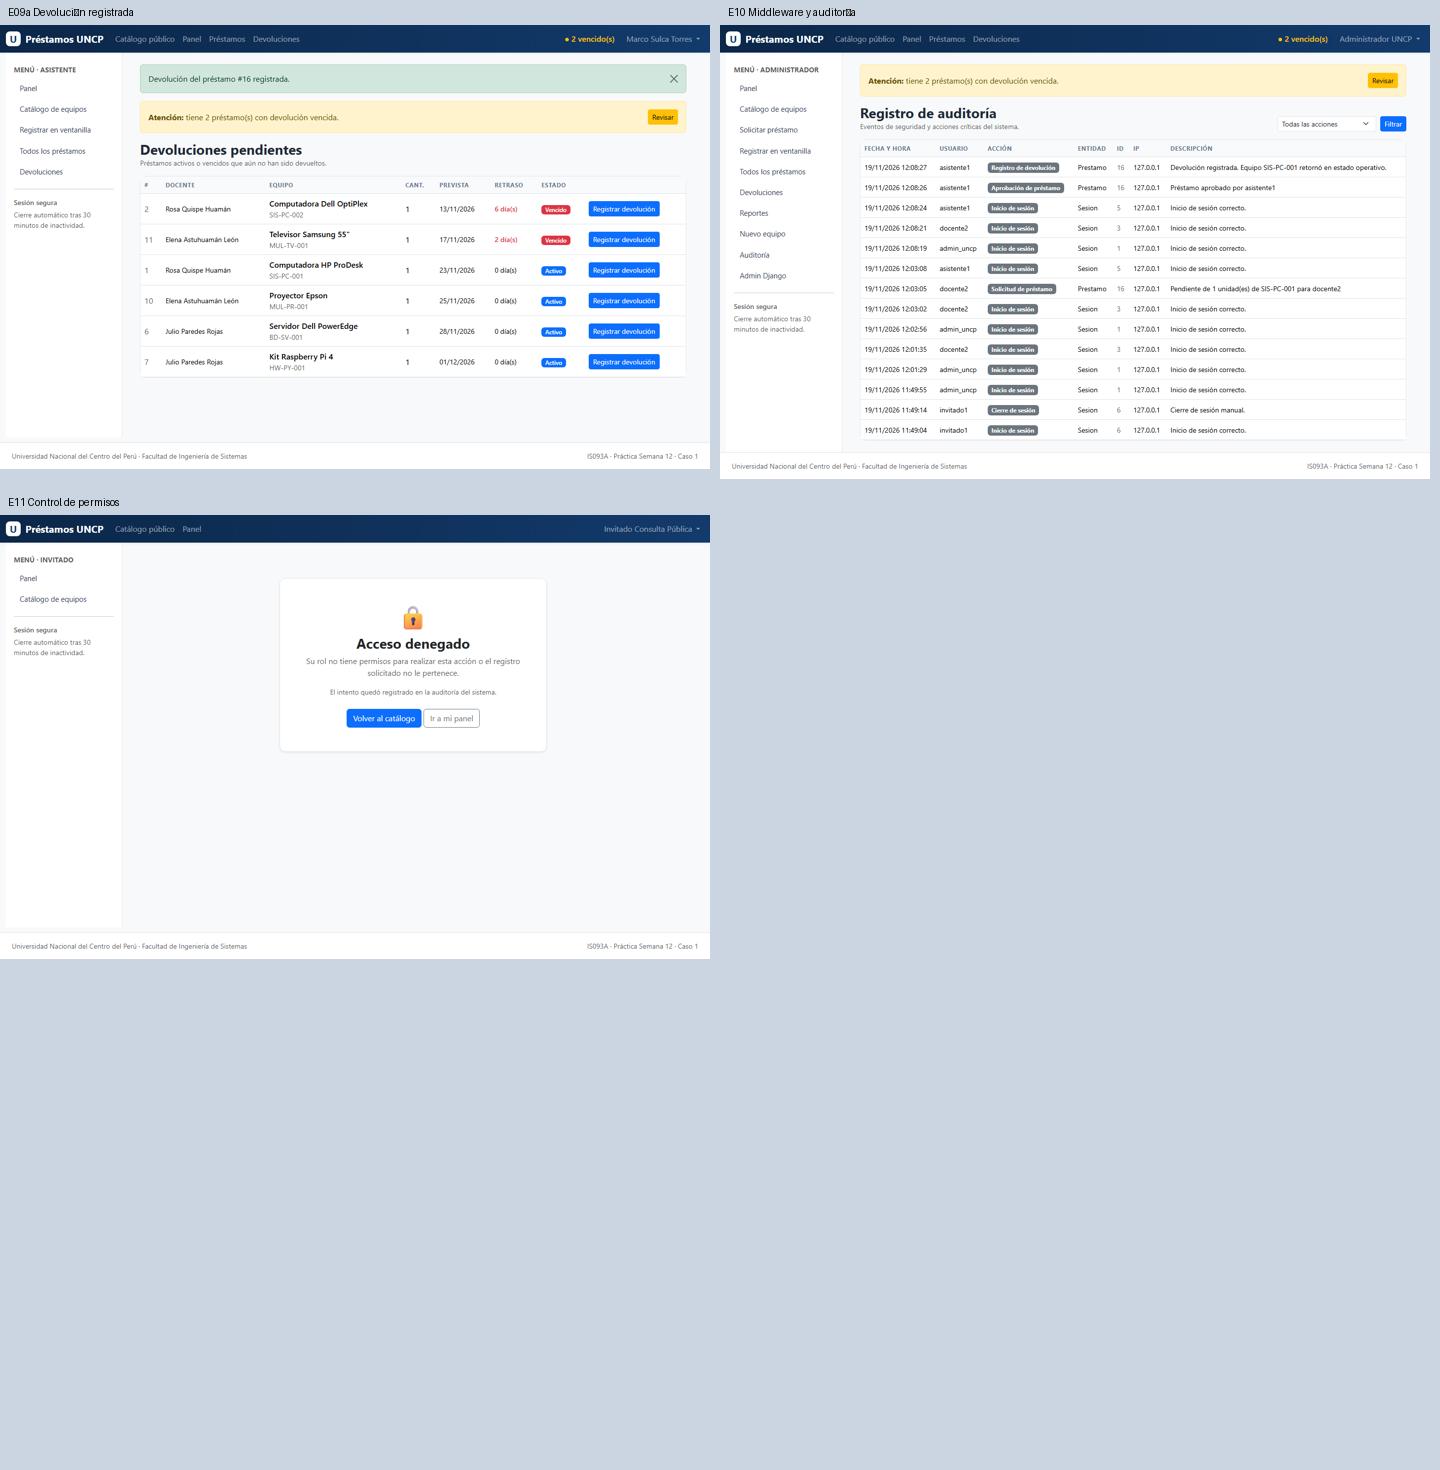 E09a Devoluci□n registrada
U Préstamos UNCP Catálogo público Panel Préstamos Devoluciones ● 2 vencido(s) Marco Sulca Torres
MENÚ · ASISTENTE
Panel
Catálogo de equipos
Registrar en ventanilla
Todos los préstamos
Devoluciones
Sesión segura
Cierre automático tras 30
minutos de inactividad.
Devolución del préstamo #16 registrada.
Atención: tiene 2 préstamo(s) con devolución vencida. Revisar
Devoluciones pendientes
Préstamos activos o vencidos que aún no han sido devueltos.
# DOCENTE EQUIPO CANT. PREVISTA RETRASO ESTADO
2 Rosa Quispe Huamán Computadora Dell OptiPlex 1 13/11/2026 6 día(s) Vencido Registrar devolución
SIS-PC-002
11 Elena Astuhuamán León Televisor Samsung 55" 1 17/11/2026 2 día(s) Vencido Registrar devolución
MUL-TV-001
1 Rosa Quispe Huamán Computadora HP ProDesk 1 23/11/2026 0 día(s) Activo Registrar devolución
SIS-PC-001
10 Elena Astuhuamán León Proyector Epson 1 25/11/2026 0 día(s) Activo Registrar devolución
MUL-PR-001
6 Julio Paredes Rojas Servidor Dell PowerEdge 1 28/11/2026 0 día(s) Activo Registrar devolución
BD-SV-001
7 Julio Paredes Rojas Kit Raspberry Pi 4 1 01/12/2026 0 día(s) Activo Registrar devolución
HW-PY-001
Universidad Nacional del Centro del Perú · Facultad de Ingeniería de Sistemas IS093A · Práctica Semana 12 · Caso 1
E10 Middleware y auditor□a
U Préstamos UNCP Catálogo público Panel Préstamos Devoluciones ● 2 vencido(s) Administrador UNCP
MENÚ · ADMINISTRADOR
Panel
Catálogo de equipos
Solicitar préstamo
Registrar en ventanilla
Todos los préstamos
Devoluciones
Reportes
Nuevo equipo
Auditoría
Admin Django
Sesión segura
Cierre automático tras 30
minutos de inactividad.
Atención: tiene 2 préstamo(s) con devolución vencida. Revisar
Registro de auditoría
Eventos de seguridad y acciones críticas del sistema.
Todas las acciones Filtrar
FECHA Y HORA USUARIO ACCIÓN ENTIDAD ID IP DESCRIPCIÓN
19/11/2026 12:08:27 asistente1 Registro de devolución Prestamo 16 127.0.0.1 Devolución registrada. Equipo SIS-PC-001 retornó en estado operativo.
19/11/2026 12:08:26 asistente1 Aprobación de préstamo Prestamo 16 127.0.0.1 Préstamo aprobado por asistente1
19/11/2026 12:08:24 asistente1 Inicio de sesión Sesion 5 127.0.0.1 Inicio de sesión correcto.
19/11/2026 12:08:21 docente2 Inicio de sesión Sesion 3 127.0.0.1 Inicio de sesión correcto.
19/11/2026 12:08:19 admin_uncp Inicio de sesión Sesion 1 127.0.0.1 Inicio de sesión correcto.
19/11/2026 12:03:08 asistente1 Inicio de sesión Sesion 5 127.0.0.1 Inicio de sesión correcto.
19/11/2026 12:03:05 docente2 Solicitud de préstamo Prestamo 16 127.0.0.1 Pendiente de 1 unidad(es) de SIS-PC-001 para docente2
19/11/2026 12:03:02 docente2 Inicio de sesión Sesion 3 127.0.0.1 Inicio de sesión correcto.
19/11/2026 12:02:56 admin_uncp Inicio de sesión Sesion 1 127.0.0.1 Inicio de sesión correcto.
19/11/2026 12:01:35 docente2 Inicio de sesión Sesion 3 127.0.0.1 Inicio de sesión correcto.
19/11/2026 12:01:29 admin_uncp Inicio de sesión Sesion 1 127.0.0.1 Inicio de sesión correcto.
19/11/2026 11:49:55 admin_uncp Inicio de sesión Sesion 1 127.0.0.1 Inicio de sesión correcto.
19/11/2026 11:49:14 invitado1 Cierre de sesión Sesion 6 127.0.0.1 Cierre de sesión manual.
19/11/2026 11:49:04 invitado1 Inicio de sesión Sesion 6 127.0.0.1 Inicio de sesión correcto.
Universidad Nacional del Centro del Perú · Facultad de Ingeniería de Sistemas IS093A · Práctica Semana 12 · Caso 1
E11 Control de permisos
U Préstamos UNCP Catálogo público Panel Invitado Consulta Pública
MENÚ · INVITADO
Panel
Catálogo de equipos
Sesión segura
Cierre automático tras 30
minutos de inactividad.
Acceso denegado
Su rol no tiene permisos para realizar esta acción o el registro
solicitado no le pertenece.
El intento quedó registrado en la auditoría del sistema.
Volver al catálogo Ir a mi panel
Universidad Nacional del Centro del Perú · Facultad de Ingeniería de Sistemas IS093A · Práctica Semana 12 · Caso 1